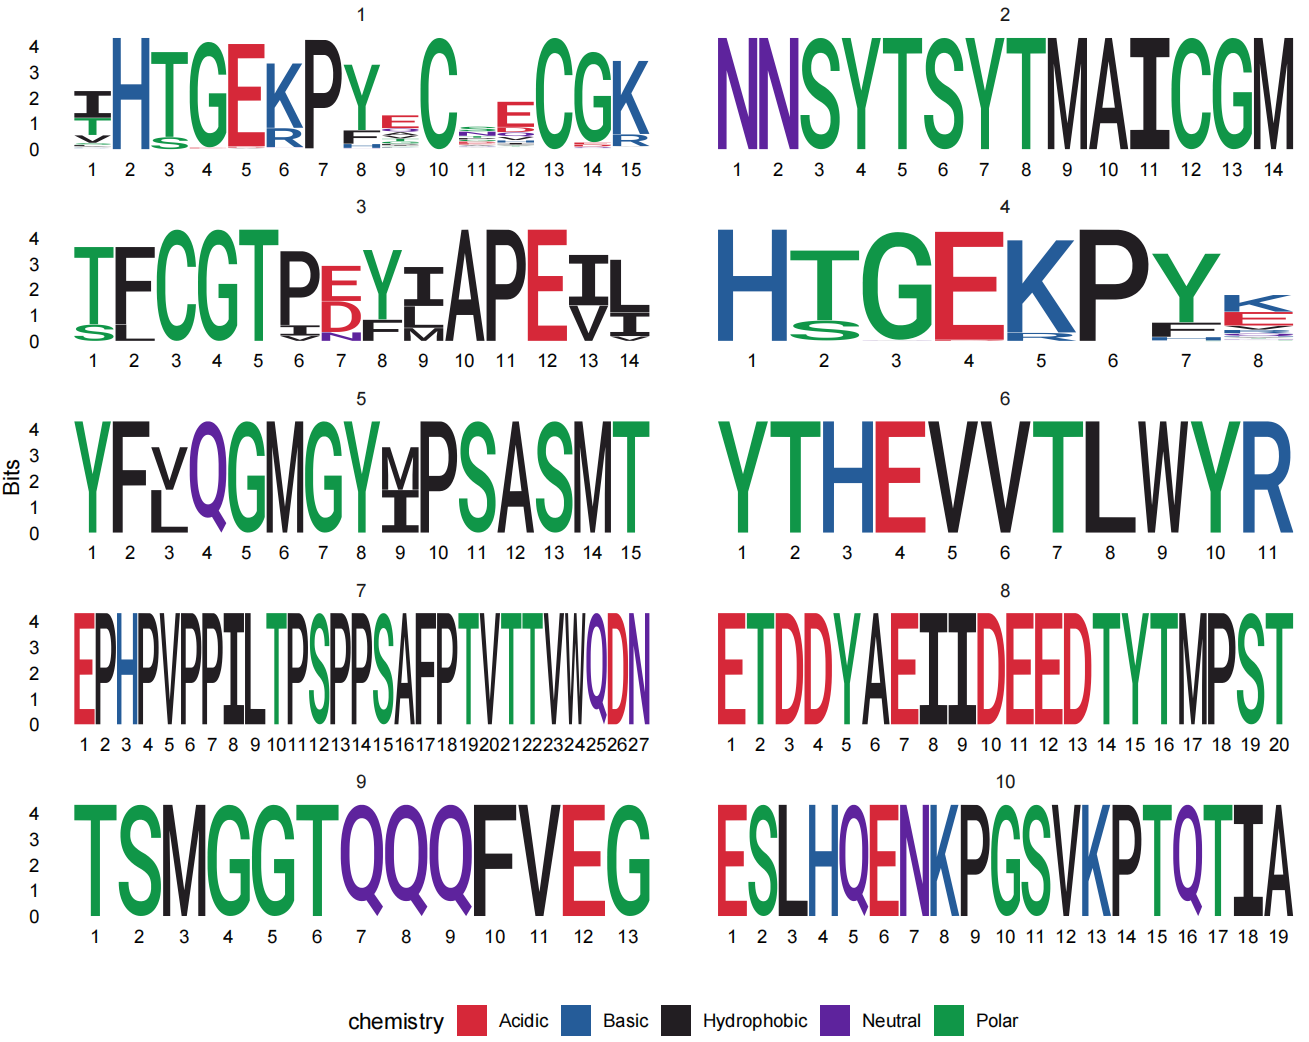 1 2
4
3
2
1
0
IHTGEKPYEC ECGK
NNSYTSYTMAICGM
1 2 3 4 5 6 7 8 9 10 11 12 13 14 15
1 2 3 4 5 6 7 8 9 10 11 12 13 14
3 4
4
3
2
1
0
TFCGTPEYIAPEIL
HTGEKPYK
1 2 3 4 5 6 7 8 9 10 11 12 13 14
1 2 3 4 5 6 7 8
5 6
Bits
4
3
2
1
0
YFVQGMGYMPSASMT
YTHEVVTLWYR
1 2 3 4 5 6 7 8 9 10 11 12 13 14 15
1 2 3 4 5 6 7 8 9 10 11
7 8
4
3
2
1
0
EPHPVPPILTPSPPSAFPTVTTVWQDN
ETDDYAEIIDEEDTYTMPST
1 2 3 4 5 6 7 8 9 10 11 12 13 14 15 16 17 18 19 20 21 22 23 24 25 26 27
1 2 3 4 5 6 7 8 9 10 11 12 13 14 15 16 17 18 19 20
9 10
4
3
2
1
0
TSMGGTQQQFVEG
ESLHQENKPGSVKPTQTIA
1 2 3 4 5 6 7 8 9 10 11 12 13
1 2 3 4 5 6 7 8 9 10 11 12 13 14 15 16 17 18 19
chemistry Acidic Basic Hydrophobic Neutral Polar